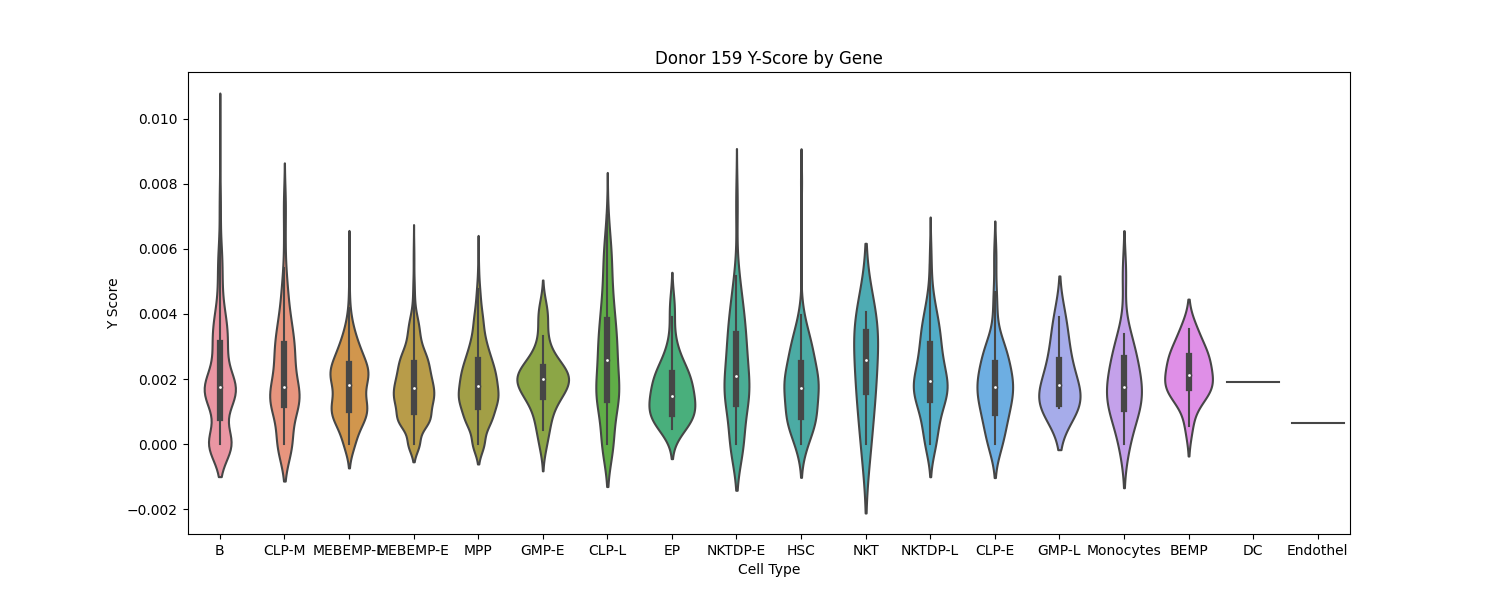 Donor 159 Y-Score by Gene
Y Score
0.010
0.008
0.006
0.004
0.002
0.000
−0.002
B CLP-M MEBEMP-L MEBEMP-E MPP GMP-E CLP-L EP NKTDP-E HSC NKT NKTDP-L CLP-E GMP-L Monocytes BEMP DC Endothel
Cell Type